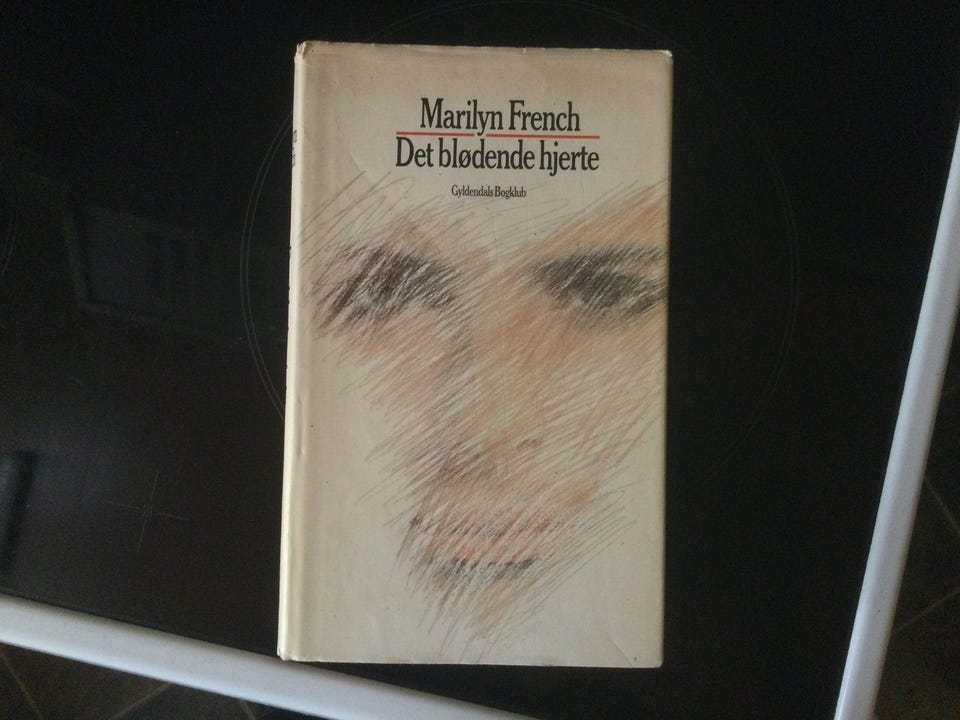 Marilyn French
Det blødende hjerte
Gyldendals Bogklub